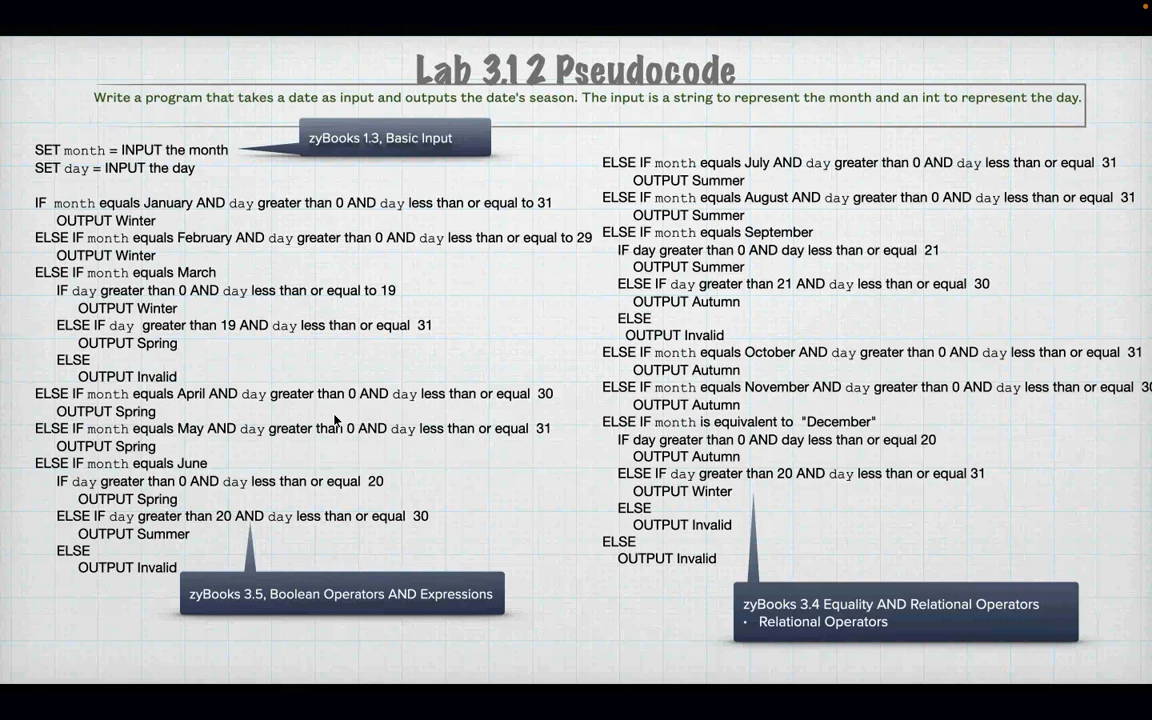 Lab 3.12 Pseudocode
Write a program that takes a date as input and outputs the date's season. The input is a string to represent the month and an int to represent the day.
zyBooks 1.3, Basic Input
SET month = INPUT the month
SET day = INPUT the day
IF month equals January AND day greater than 0 AND day less than or equal to 31
OUTPUT Winter
ELSE IF month equals February AND day greater than 0 AND day less than or equal to 29
OUTPUT Winter
ELSE IF month equals March
IF day greater than 0 AND day less than or equal to 19
OUTPUT Winter
ELSE IF day greater than 19 AND day less than or equal 31
OUTPUT Spring
ELSE
OUTPUT Invalid
ELSE IF month equals April AND day greater than 0 AND day less than or equal 30
OUTPUT Spring
ELSE IF month equals May AND day greater than 0 AND day less than or equal 31
OUTPUT Spring
ELSE IF month equals June
IF day greater than 0 AND day less than or equal 20
OUTPUT Spring
ELSE IF day greater than 20 AND day less than or equal 30
OUTPUT Summer
ELSE
OUTPUT Invalid
zyBooks 3.5, Boolean Operators AND Expressions
ELSE IF month equals July AND day greater than 0 AND day less than or equal 31
OUTPUT Summer
ELSE IF month equals August AND day greater than 0 AND day less than or equal 31
OUTPUT Summer
ELSE IF month equals September
IF day greater than 0 AND day less than or equal 21
OUTPUT Summer
ELSE IF day greater than 21 AND day less than or equal 30
OUTPUT Autumn
ELSE
OUTPUT Invalid
ELSE IF month equals October AND day greater than 0 AND day less than or equal 31
OUTPUT Autumn
ELSE IF month equals November AND day greater than 0 AND day less than or equal 30
OUTPUT Autumn
ELSE IF month is equivalent to "December"
IF day greater than 0 AND day less than or equal 20
OUTPUT Autumn
ELSE IF day greater than 20 AND day less than or equal 31
OUTPUT Winter
ELSE
OUTPUT Invalid
ELSE
OUTPUT Invalid
zyBooks 3.4 Equality AND Relational Operators
• Relational Operators